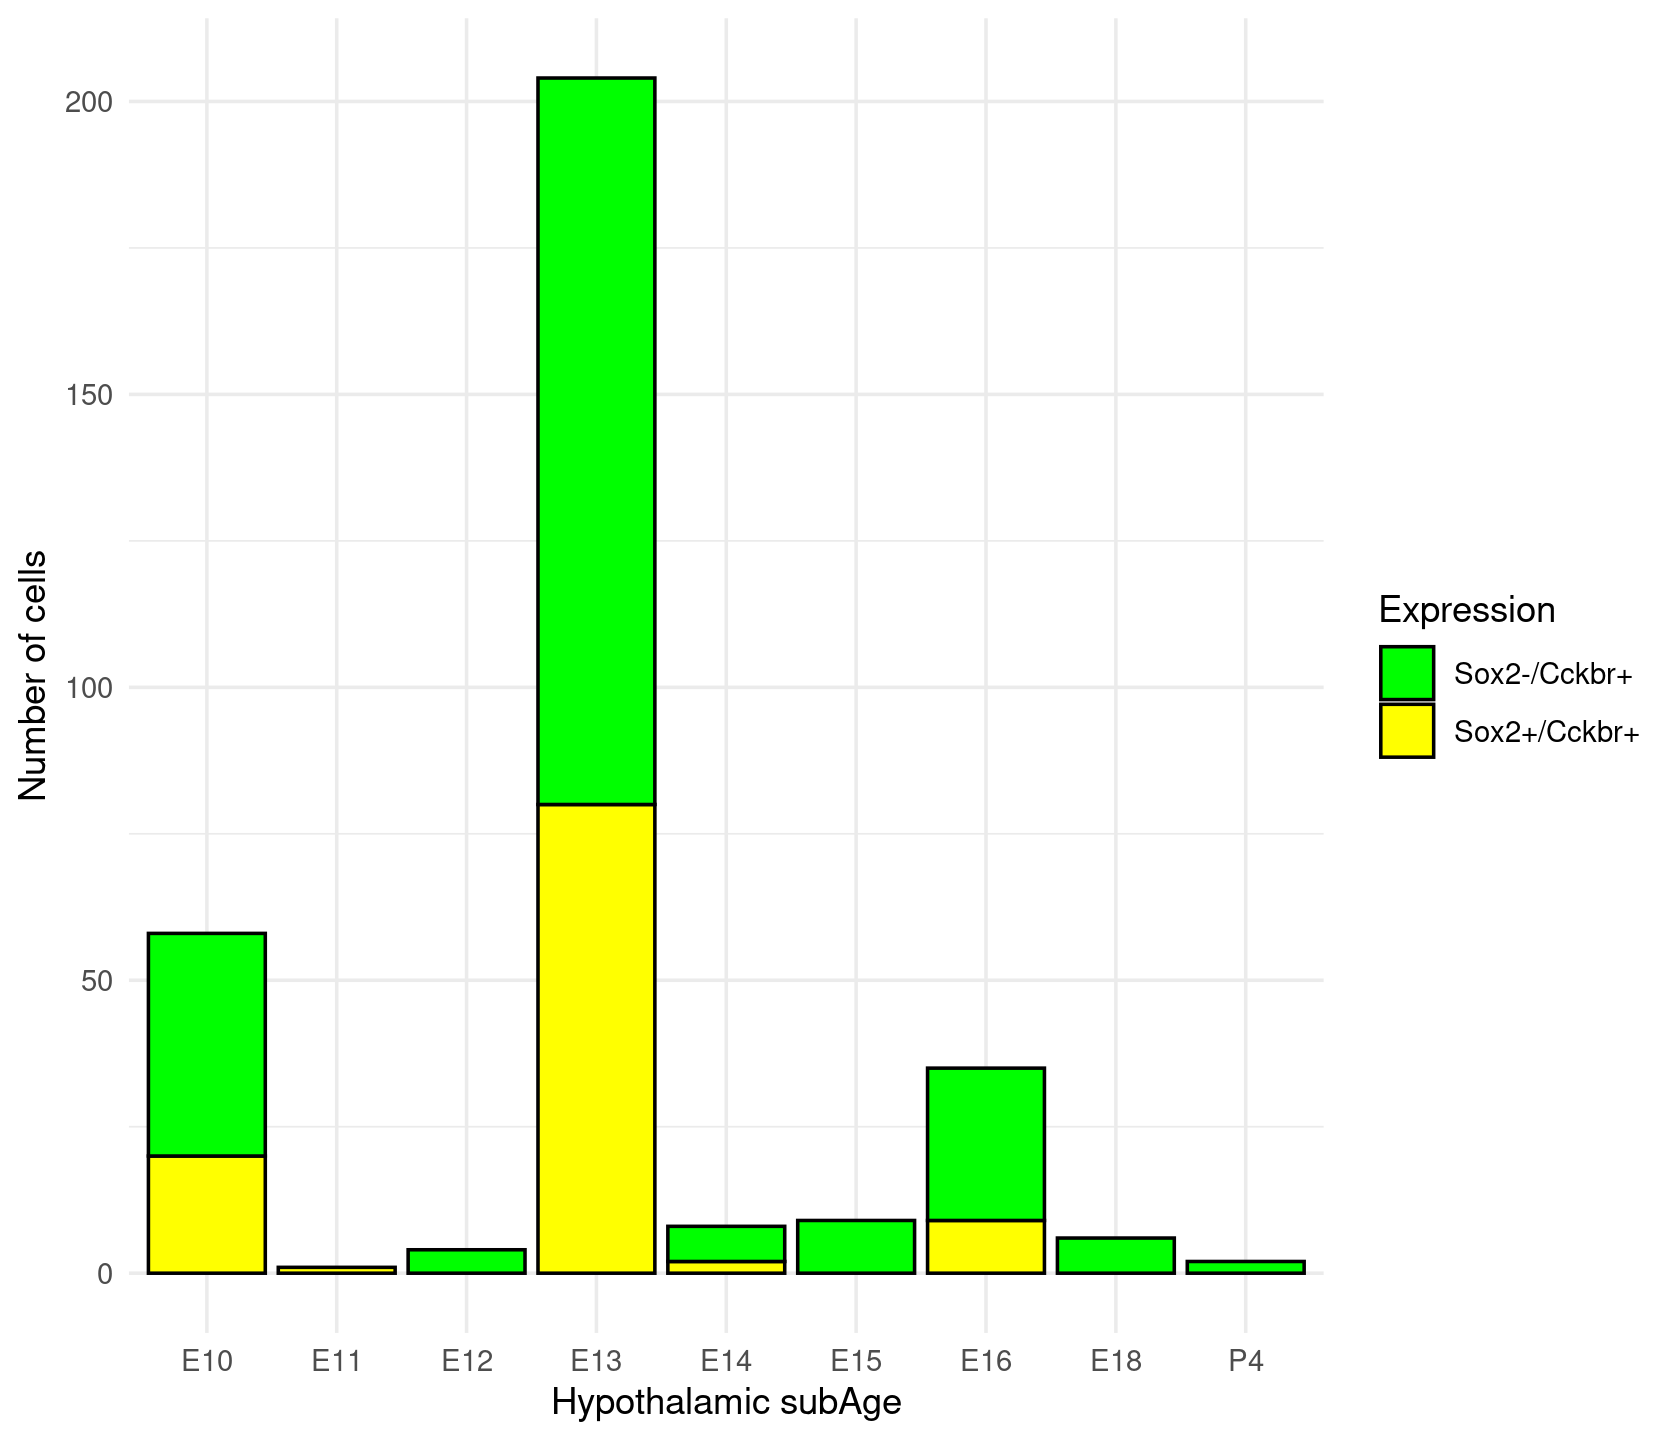 200
150
100
50
0
Number of cells
E10 E11 E12 E13 E14 E15 E16 E18 P4
Hypothalamic subAge
Expression
Sox2-/Cckbr+
Sox2+/Cckbr+